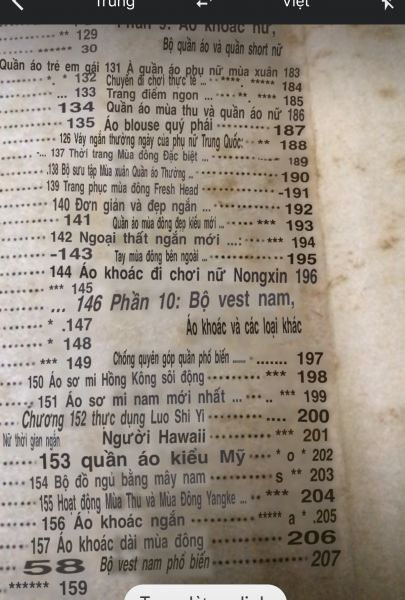 Trung Việt
** 129 Phần 9: Áo khoác nữ,
****** 30 Bộ quần áo và quần short nữ
Quần áo trẻ em gái 131 À quần áo phụ nữ mùa xuân 183
132 Chuyến đi chơi thực tế ... 184
... 133 Trang điểm ngon ... 185
134 Quần áo mùa thu và quần áo nữ 186
135 Áo blouse quý phái 187
126 Váy ngắn thường ngày của phụ nữ Trung Quốc: ** 188
137 Thời trang Mùa đông Đặc biệt ... 189
.138 Bộ sưu tập Mùa xuân Quần áo Thường ... 190
139 Trang phục mùa đông Fresh Head -191
140 Đơn giản và đẹp ngắn ... 192
141 Quần áo mùa đông đẹp kiểu mới ... *** 193
142 Ngoại thất ngắn mới ...: *** 194
-143 Tay mùa đông bên ngoài ... 195
144 Áo khoác đi chơi nữ Nongxin 196
*** 145
... 146 Phần 10: Bộ vest nam,
* .147 Áo khoác và các loại khác
* 148
*** 149 Chống quyên góp quần phổ biến ...... 197
150 Áo sơ mi Hồng Kông sôi động *** 198
151 Áo sơ mi nam mới nhất ... *** 199
Chương 152 thực dụng Luo Shi Yi .... 200
Nữ thời gian ngắn Người Hawaii *** 201
153 quần áo kiểu Mỹ * o * 202
154 Bộ đồ ngủ bằng mây nam s ** 203
155 Hoạt động Mùa Thu và Mùa Đông Yangke ... *** 204
156 Áo khoác ngắn ***** a * .205
157 Áo khoác dài mùa đông 206
58 Bộ vest nam phổ biến 207
****** 159